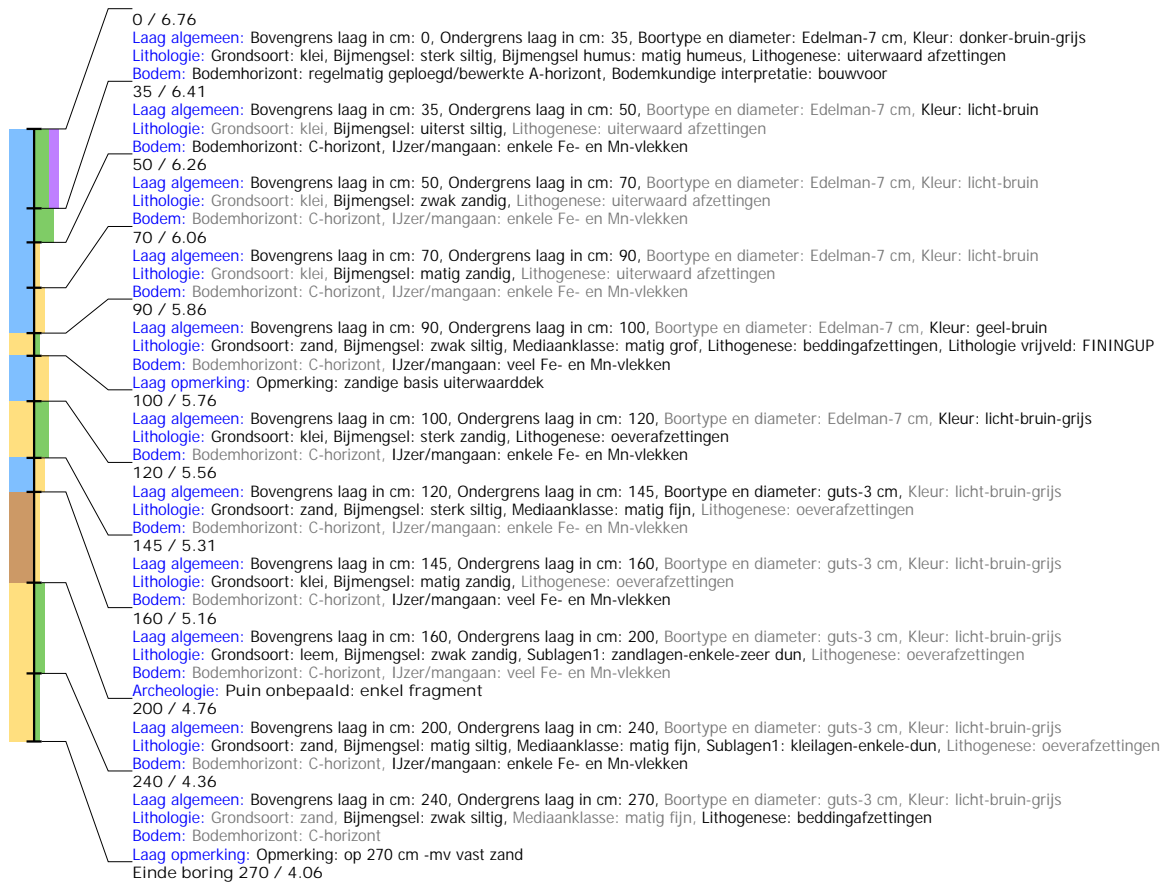 0 / 6.76
Laag algemeen: Bovengrens laag in cm: 0, Ondergrens laag in cm: 35, Boortype en diameter: Edelman-7 cm, Kleur: donker-bruin-grijs
Lithologie: Grondsoort: klei, Bijmengsel: sterk siltig, Bijmengsel humus: matig humeus, Lithogenese: uiterwaard afzettingen
Bodem: Bodemhorizont: regelmatig geploegd/bewerkte A-horizont, Bodemkundige interpretatie: bouwvoor
35 / 6.41
Laag algemeen: Bovengrens laag in cm: 35, Ondergrens laag in cm: 50, Boortype en diameter: Edelman-7 cm, Kleur: licht-bruin
Lithologie: Grondsoort: klei, Bijmengsel: uiterst siltig, Lithogenese: uiterwaard afzettingen
Bodem: Bodemhorizont: C-horizont, IJzer/mangaan: enkele Fe- en Mn-vlekken
50 / 6.26
Laag algemeen: Bovengrens laag in cm: 50, Ondergrens laag in cm: 70, Boortype en diameter: Edelman-7 cm, Kleur: licht-bruin
Lithologie: Grondsoort: klei, Bijmengsel: zwak zandig, Lithogenese: uiterwaard afzettingen
Bodem: Bodemhorizont: C-horizont, IJzer/mangaan: enkele Fe- en Mn-vlekken
70 / 6.06
Laag algemeen: Bovengrens laag in cm: 70, Ondergrens laag in cm: 90, Boortype en diameter: Edelman-7 cm, Kleur: licht-bruin
Lithologie: Grondsoort: klei, Bijmengsel: matig zandig, Lithogenese: uiterwaard afzettingen
Bodem: Bodemhorizont: C-horizont, IJzer/mangaan: enkele Fe- en Mn-vlekken
90 / 5.86
Laag algemeen: Bovengrens laag in cm: 90, Ondergrens laag in cm: 100, Boortype en diameter: Edelman-7 cm, Kleur: geel-bruin
Lithologie: Grondsoort: zand, Bijmengsel: zwak siltig, Mediaanklasse: matig grof, Lithogenese: beddingafzettingen, Lithologie vrijveld: FININGUP
Bodem: Bodemhorizont: C-horizont, IJzer/mangaan: veel Fe- en Mn-vlekken
Laag opmerking: Opmerking: zandige basis uiterwaarddek
100 / 5.76
Laag algemeen: Bovengrens laag in cm: 100, Ondergrens laag in cm: 120, Boortype en diameter: Edelman-7 cm, Kleur: licht-bruin-grijs
Lithologie: Grondsoort: klei, Bijmengsel: sterk zandig, Lithogenese: oeverafzettingen
Bodem: Bodemhorizont: C-horizont, IJzer/mangaan: enkele Fe- en Mn-vlekken
120 / 5.56
Laag algemeen: Bovengrens laag in cm: 120, Ondergrens laag in cm: 145, Boortype en diameter: guts-3 cm, Kleur: licht-bruin-grijs
Lithologie: Grondsoort: zand, Bijmengsel: sterk siltig, Mediaanklasse: matig fijn, Lithogenese: oeverafzettingen
Bodem: Bodemhorizont: C-horizont, IJzer/mangaan: enkele Fe- en Mn-vlekken
145 / 5.31
Laag algemeen: Bovengrens laag in cm: 145, Ondergrens laag in cm: 160, Boortype en diameter: guts-3 cm, Kleur: licht-bruin-grijs
Lithologie: Grondsoort: klei, Bijmengsel: matig zandig, Lithogenese: oeverafzettingen
Bodem: Bodemhorizont: C-horizont, IJzer/mangaan: veel Fe- en Mn-vlekken
160 / 5.16
Laag algemeen: Bovengrens laag in cm: 160, Ondergrens laag in cm: 200, Boortype en diameter: guts-3 cm, Kleur: licht-bruin-grijs
Lithologie: Grondsoort: leem, Bijmengsel: zwak zandig, Sublagen1: zandlagen-enkele-zeer dun, Lithogenese: oeverafzettingen
Bodem: Bodemhorizont: C-horizont, IJzer/mangaan: veel Fe- en Mn-vlekken
Archeologie: Puin onbepaald: enkel fragment
200 / 4.76
Laag algemeen: Bovengrens laag in cm: 200, Ondergrens laag in cm: 240, Boortype en diameter: guts-3 cm, Kleur: licht-bruin-grijs
Lithologie: Grondsoort: zand, Bijmengsel: matig siltig, Mediaanklasse: matig fijn, Sublagen1: kleilagen-enkele-dun, Lithogenese: oeverafzettingen
Bodem: Bodemhorizont: C-horizont, IJzer/mangaan: enkele Fe- en Mn-vlekken
240 / 4.36
Laag algemeen: Bovengrens laag in cm: 240, Ondergrens laag in cm: 270, Boortype en diameter: guts-3 cm, Kleur: licht-bruin-grijs
Lithologie: Grondsoort: zand, Bijmengsel: zwak siltig, Mediaanklasse: matig fijn, Lithogenese: beddingafzettingen
Bodem: Bodemhorizont: C-horizont
Laag opmerking: Opmerking: op 270 cm -mv vast zand
Einde boring 270 / 4.06